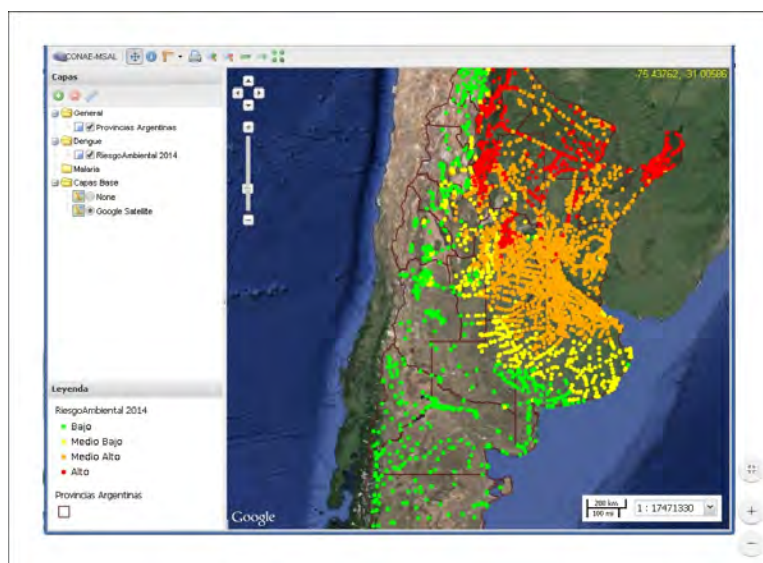 CONAE-MSAL
Capas
General
Provincias Argentinas
Dengue
RiesgoAmbiental 2014
Malaria
Capas Base
None
Google Satellite
-75.43762, -31.00586
Leyenda
RiesgoAmbiental 2014
Bajo
Medio Bajo
Medio Alto
Alto
Provincias Argentinas
Google
200 km
100 mi
1 : 17471330